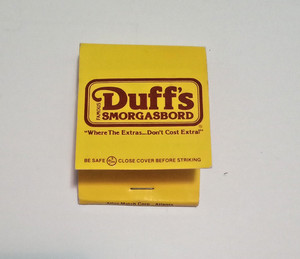 FAMOUS
Duff's
SMORGASBORD
"Where The Extras...Don't Cost Extra!"
BE SAFE CLOSE COVER BEFORE STRIKING